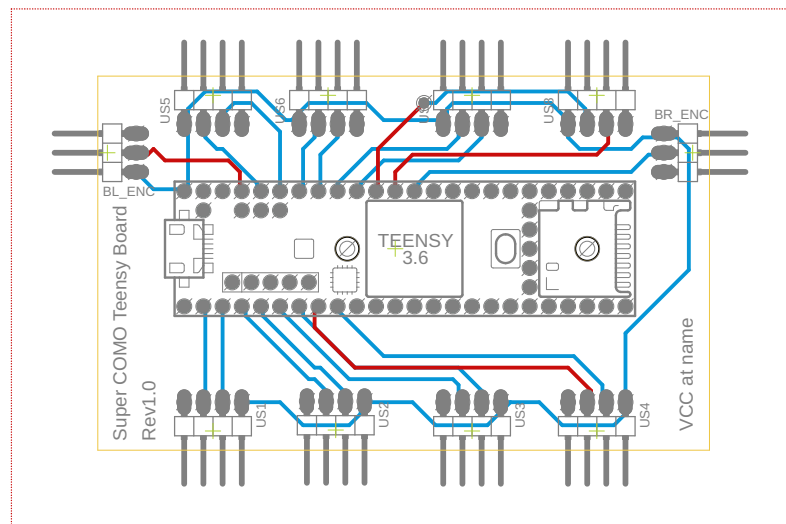 US5
US6
US8
BR_ENC
BL_ENC
TEENSY
3.6
Super COMO Teensy Board
Rev1.0
US1
US2
US3
US4
VCC at name